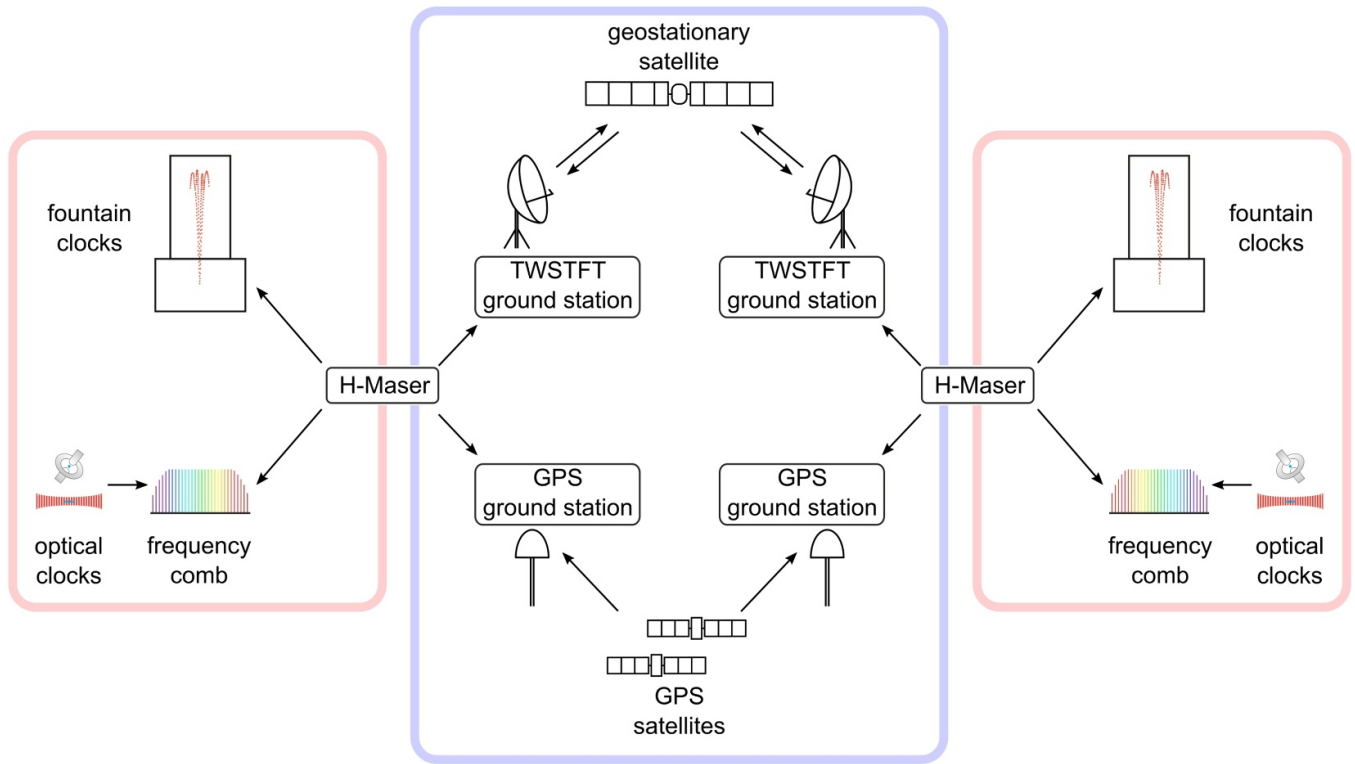 geostationary
satellite
fountain
clocks
fountain
clocks
TWSTFT
ground station
TWSTFT
ground station
H-Maser
H-Maser
GPS
ground station
GPS
ground station
optical
clocks
frequency
comb
frequency
comb
optical
clocks
GPS
satellites